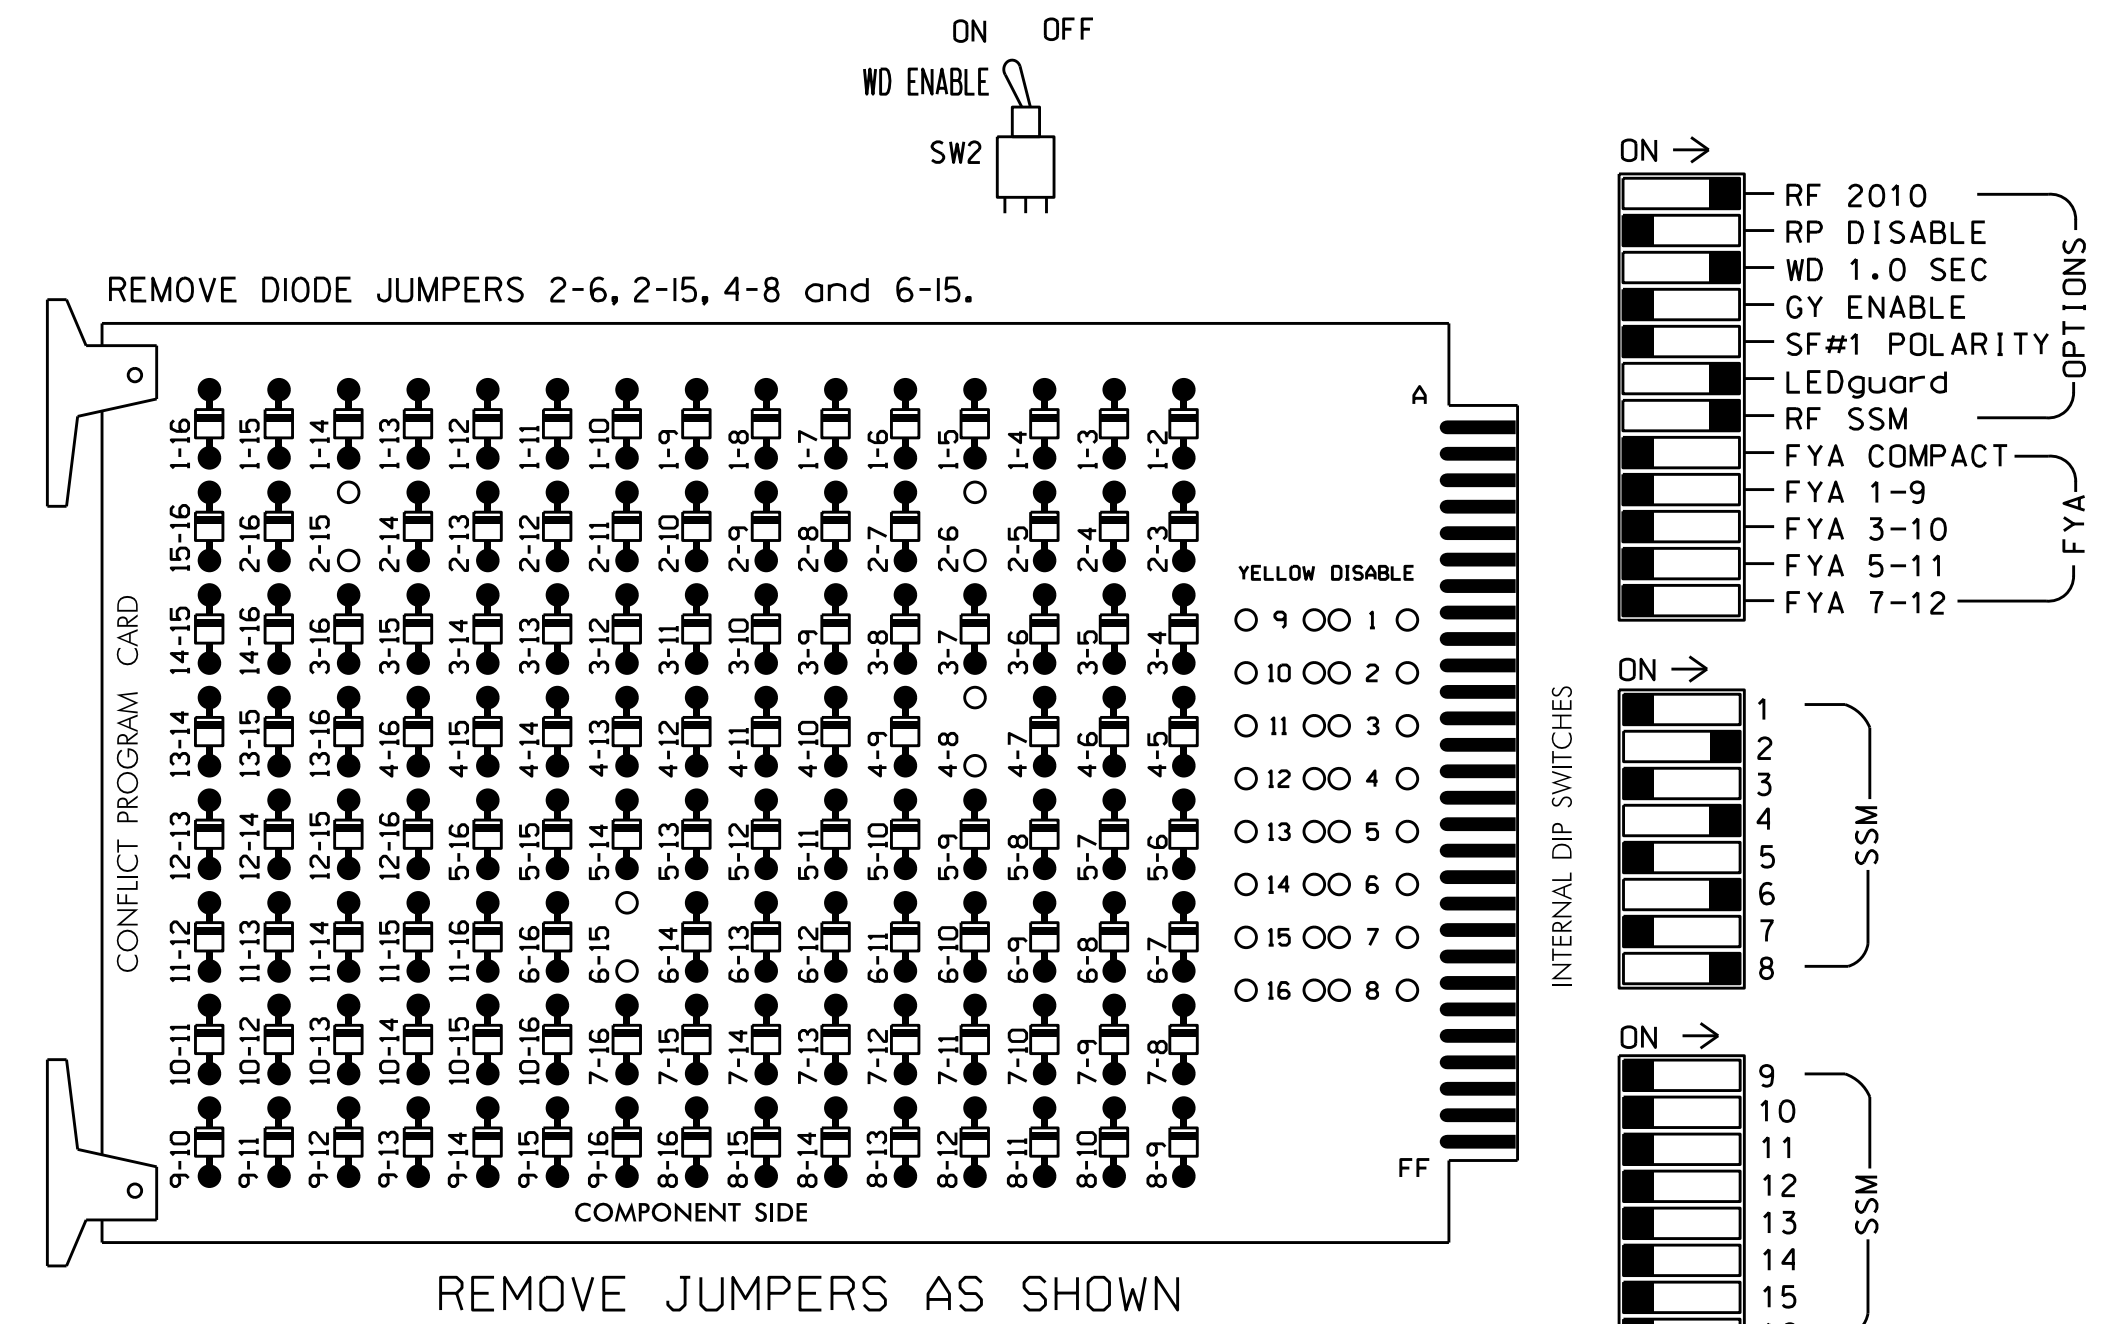 ON OFF
WD ENABLE
SW2
REMOVE DIODE JUMPERS 2-6, 2-15, 4-8 and 6-15.
CONFLICT PROGRAM CARD
1-16 1-15 1-14 1-13 1-12 1-11 1-10 1-9 1-8 1-7 1-6 1-5 1-4 1-3 1-2
15-16 2-16 2-15 2-14 2-13 2-12 2-11 2-10 2-9 2-8 2-7 2-6 2-5 2-4 2-3
14-15 14-16 3-16 3-15 3-14 3-13 3-12 3-11 3-10 3-9 3-8 3-7 3-6 3-5 3-4
13-14 13-15 13-16 4-16 4-15 4-14 4-13 4-12 4-11 4-10 4-9 4-8 4-7 4-6 4-5
12-13 12-14 12-15 12-16 5-16 5-15 5-14 5-13 5-12 5-11 5-10 5-9 5-8 5-7 5-6
11-12 11-13 11-14 11-15 11-16 6-16 6-15 6-14 6-13 6-12 6-11 6-10 6-9 6-8 6-7
10-11 10-12 10-13 10-14 10-15 10-16 7-16 7-15 7-14 7-13 7-12 7-11 7-10 7-9 7-8
9-10 9-11 9-12 9-13 9-14 9-15 9-16 8-16 8-15 8-14 8-13 8-12 8-11 8-10 8-9
COMPONENT SIDE
A
YELLOW DISABLE
9 1
10 2
11 3
12 4
13 5
14 6
15 7
16 8
FF
REMOVE JUMPERS AS SHOWN
INTERNAL DIP SWITCHES
ON
RF 2010
RP DISABLE
WD 1.0 SEC
GY ENABLE
SF#1 POLARITY
LEDguard
RF SSM
OPTIONS
FYA COMPACT
FYA 1-9
FYA 3-10
FYA 5-11
FYA 7-12
FYA
ON
1
2
3
4
5
6
7
8
SSM
ON
9
10
11
12
13
14
15
SSM